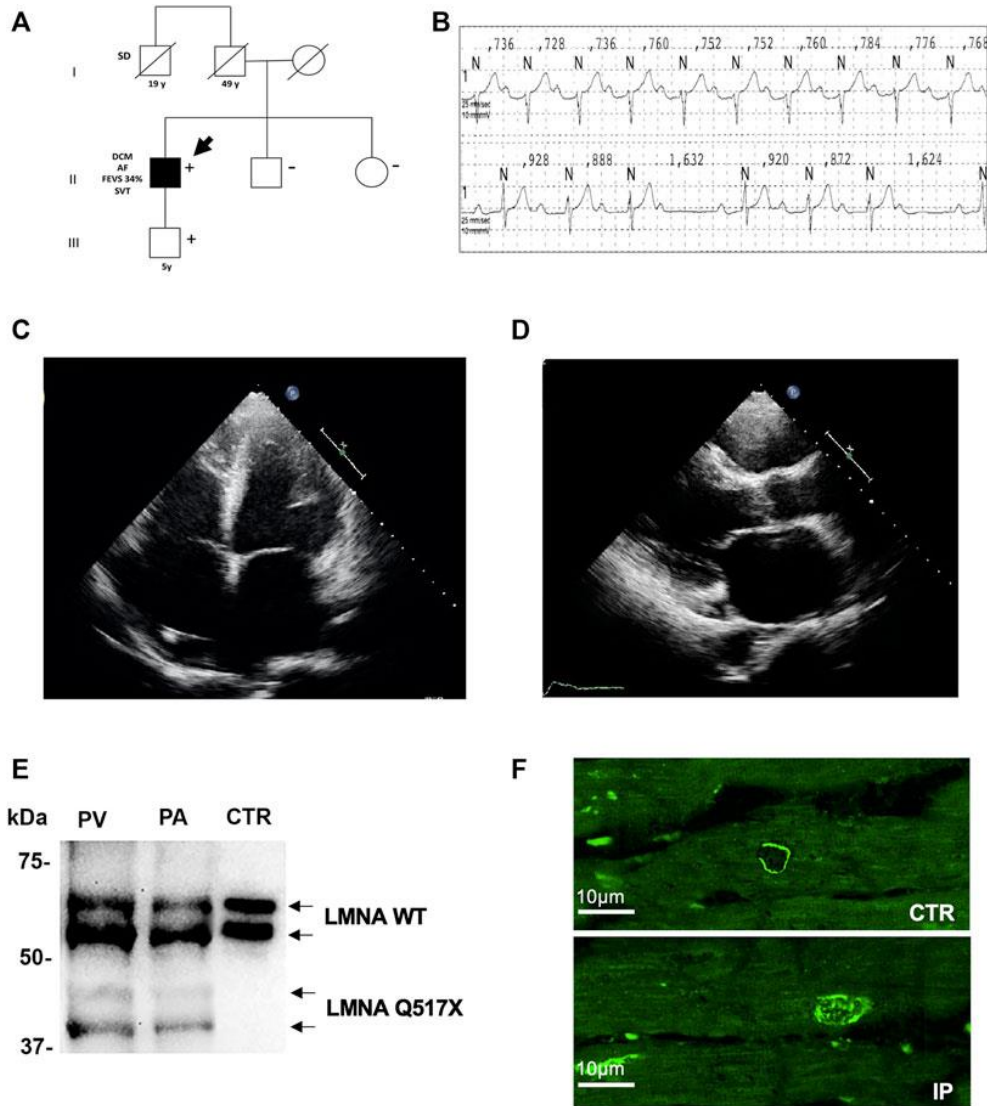 A
SD
19 y
49 y
I
DCM
AF
FEVS 34%
SVT
+
-
-
II
III
+
5y
B
,736 ,728 ,736 ,760 ,752 ,752 ,760 ,784 ,776 ,768
N N N N N N N N N N
1
25 mm/sec
10 mm/mV
,928 ,888 1,632 ,920 ,872 1,624
N N N N N N N
1
25 mm/sec
10 mm/mV
C
D
E
kDa PV PA CTR
75-
LMNA WT
50-
LMNA Q517X
37-
F
10µm
CTR
10µm
IP